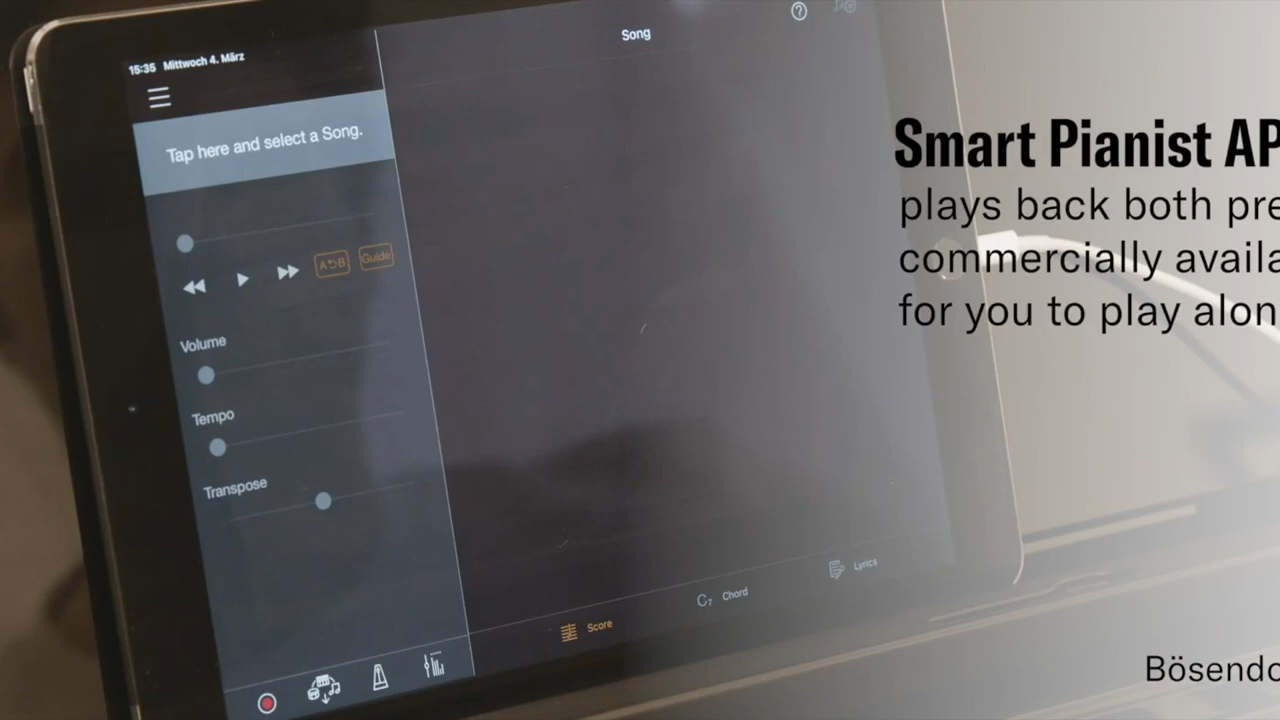 15:35 Mittwoch 4. März
Song
Tap here and select a Song.
A B Guide
Volume
Tempo
Transpose
Score
C7 Chord
Lyrics
Smart Pianist AP
plays back both pre
commercially availa
for you to play alon
Bösendo